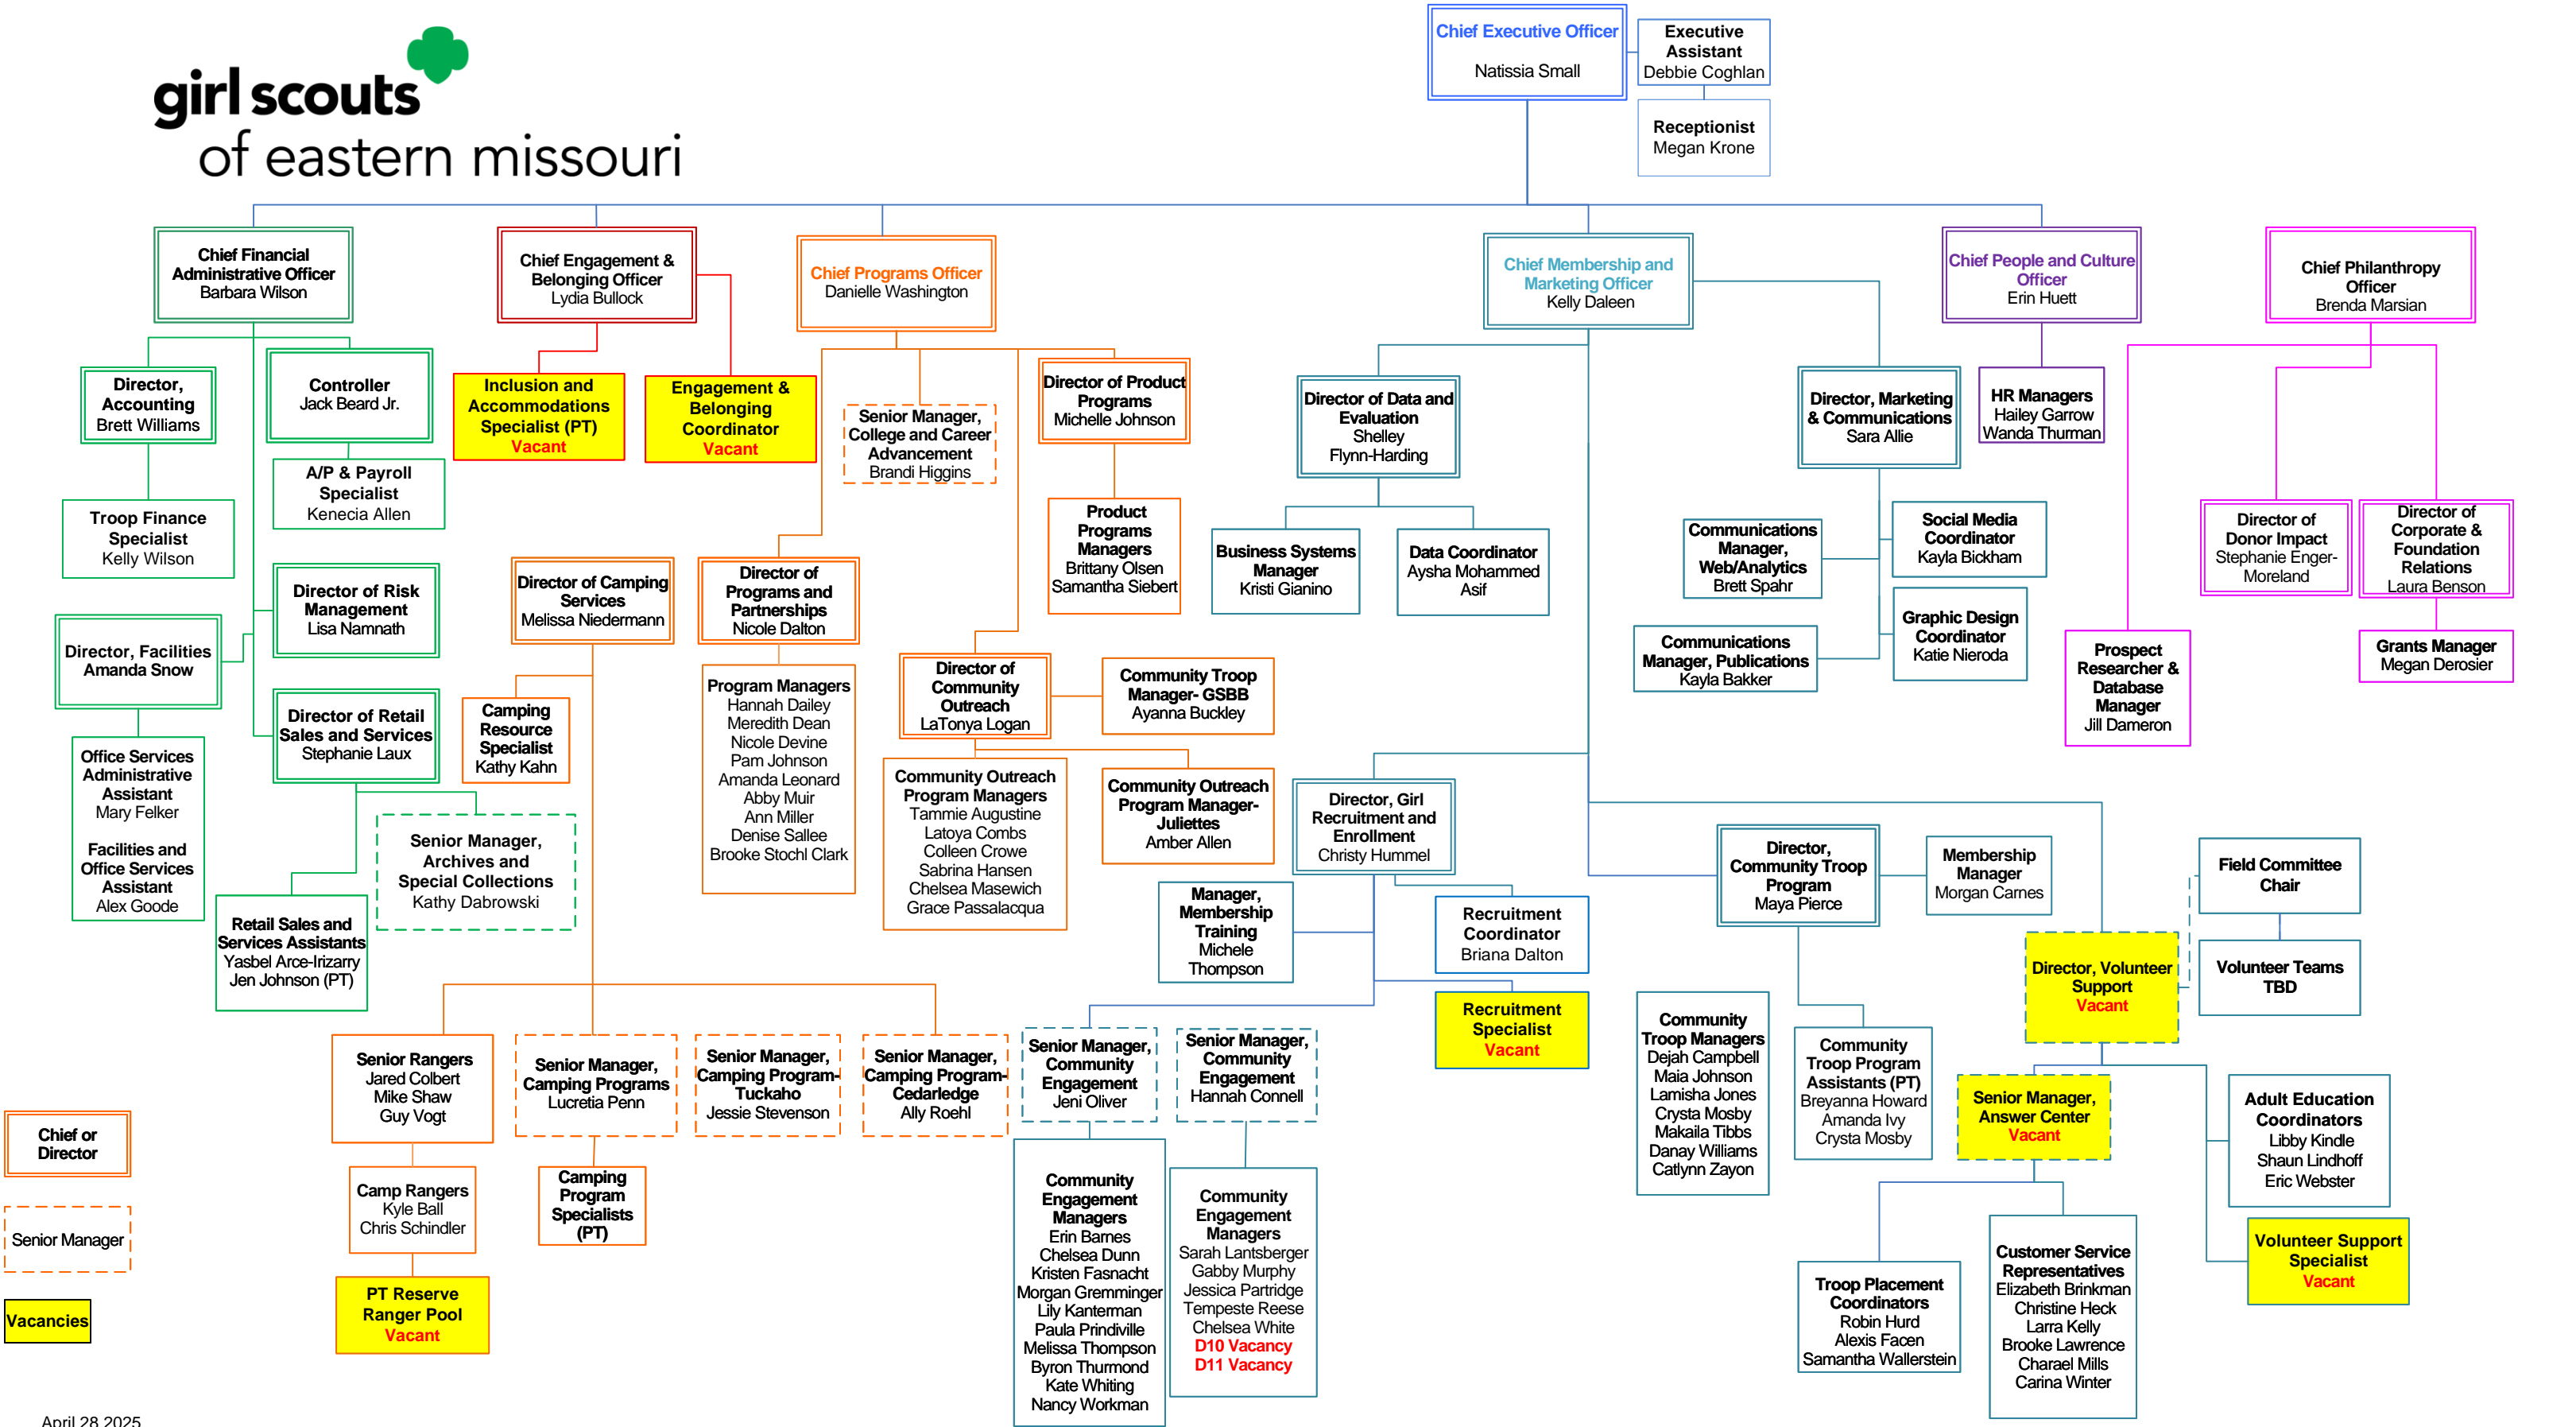 girl scouts
of eastern missouri
Chief Executive Officer
Natissia Small
Executive
Assistant
Debbie Coghlan
Receptionist
Megan Krone
Chief Financial
Administrative Officer
Barbara Wilson
Chief Engagement &
Belonging Officer
Lydia Bullock
Chief Programs Officer
Danielle Washington
Chief Membership and
Marketing Officer
Kelly Daleen
Chief People and Culture
Officer
Erin Huett
Chief Philanthropy
Officer
Brenda Marsian
Director,
Accounting
Brett Williams
Controller
Jack Beard Jr.
Inclusion and
Accommodations
Specialist (PT)
Vacant
Engagement &
Belonging
Coordinator
Vacant
Senior Manager,
College and Career
Advancement
Brandi Higgins
Director of Product
Programs
Michelle Johnson
Director of Data and
Evaluation
Shelley
Flynn-Harding
Director, Marketing
& Communications
Sara Allie
HR Managers
Hailey Garrow
Wanda Thurman
A/P & Payroll
Specialist
Kenecia Allen
Troop Finance
Specialist
Kelly Wilson
Product
Programs
Managers
Brittany Olsen
Samantha Siebert
Business Systems
Manager
Kristi Gianino
Data Coordinator
Aysha Mohammed
Asif
Communications
Manager,
Web/Analytics
Brett Spahr
Social Media
Coordinator
Kayla Bickham
Director of
Donor Impact
Stephanie Enger-
Moreland
Director of
Corporate &
Foundation
Relations
Laura Benson
Director of Risk
Management
Lisa Namnath
Director of Camping
Services
Melissa Niedermann
Director of
Programs and
Partnerships
Nicole Dalton
Graphic Design
Coordinator
Katie Nieroda
Communications
Manager, Publications
Kayla Bakker
Prospect
Researcher &
Database
Manager
Jill Dameron
Grants Manager
Megan Derosier
Director, Facilities
Amanda Snow
Director of Retail
Sales and Services
Stephanie Laux
Camping
Resource
Specialist
Kathy Kahn
Program Managers
Hannah Dailey
Meredith Dean
Nicole Devine
Pam Johnson
Amanda Leonard
Abby Muir
Ann Miller
Denise Sallee
Brooke Stochl Clark
Director of
Community
Outreach
LaTonya Logan
Community Troop
Manager- GSBB
Ayanna Buckley
Office Services
Administrative
Assistant
Mary Felker
Facilities and
Office Services
Assistant
Alex Goode
Senior Manager,
Archives and
Special Collections
Kathy Dabrowski
Retail Sales and
Services Assistants
Yasbel Arce-Irizarry
Jen Johnson (PT)
Community Outreach
Program Managers
Tammie Augustine
Latoya Combs
Colleen Crowe
Sabrina Hansen
Chelsea Masewich
Grace Passalacqua
Community Outreach
Program Manager-
Juliettes
Amber Allen
Director, Girl
Recruitment and
Enrollment
Christy Hummel
Director,
Community Troop
Program
Maya Pierce
Membership
Manager
Morgan Carnes
Field Committee
Chair
Manager,
Membership
Training
Michele
Thompson
Recruitment
Coordinator
Briana Dalton
Director, Volunteer
Support
Vacant
Volunteer Teams
TBD
Recruitment
Specialist
Vacant
Senior Rangers
Jared Colbert
Mike Shaw
Guy Vogt
Senior Manager,
Camping Programs
Lucretia Penn
Senior Manager,
Camping Program-
Tuckaho
Jessie Stevenson
Senior Manager,
Camping Program-
Cedarledge
Ally Roehl
Senior Manager,
Community
Engagement
Jeni Oliver
Senior Manager,
Community
Engagement
Hannah Connell
Community
Troop Managers
Dejah Campbell
Maia Johnson
Lamisha Jones
Crysta Mosby
Makaila Tibbs
Danay Williams
Catlynn Zayon
Community
Troop Program
Assistants (PT)
Breyanna Howard
Amanda Ivy
Crysta Mosby
Senior Manager,
Answer Center
Vacant
Adult Education
Coordinators
Libby Kindle
Shaun Lindhoff
Eric Webster
Chief or
Director
Senior Manager
Vacancies
Camp Rangers
Kyle Ball
Chris Schindler
Camping
Program
Specialists
(PT)
PT Reserve
Ranger Pool
Vacant
Community
Engagement
Managers
Erin Barnes
Chelsea Dunn
Kristen Fasnacht
Morgan Gremminger
Lily Kanterman
Paula Prindiville
Melissa Thompson
Byron Thurmond
Kate Whiting
Nancy Workman
Community
Engagement
Managers
Sarah Lantsberger
Gabby Murphy
Jessica Partridge
Tempeste Reese
Chelsea White
D10 Vacancy
D11 Vacancy
Troop Placement
Coordinators
Robin Hurd
Alexis Facen
Samantha Wallerstein
Customer Service
Representatives
Elizabeth Brinkman
Christine Heck
Larra Kelly
Brooke Lawrence
Charael Mills
Carina Winter
Volunteer Support
Specialist
Vacant
April 28 2025